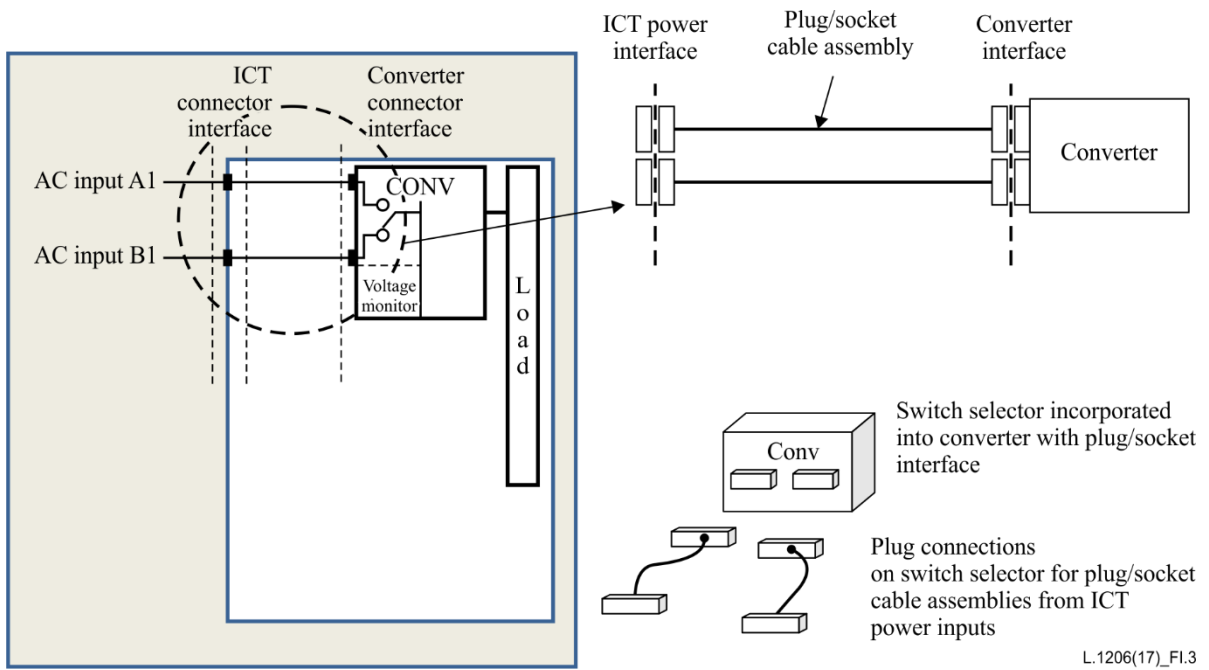 ICT
connector
interface
Converter
connector
interface
AC input A1
AC input B1
CONV
Voltage
monitor
L
o
a
d
ICT power
interface
Plug/socket
cable assembly
Converter
interface
Converter
Switch selector incorporated
into converter with plug/socket
interface
Conv
Plug connections
on switch selector for plug/socket
cable assemblies from ICT
power inputs
L.1206(17)_FI.3